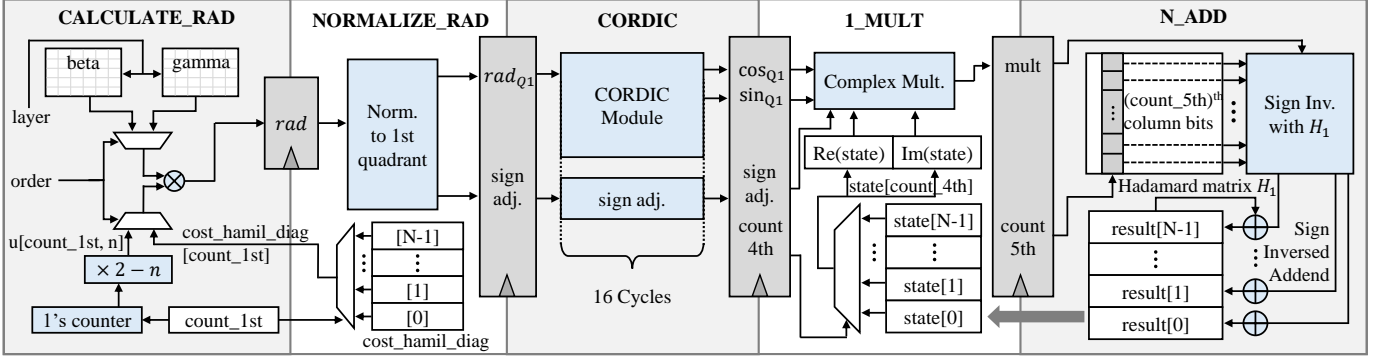 CALCULATE_RAD
NORMALIZE_RAD
CORDIC
1_MULT
N_ADD
beta
gamma
layer
order
rad
u[count_1st, n]
× 2 − n
1's counter
count_1st
cost_hamil_diag
[count_1st]
Norm.
to 1st
quadrant
[N-1]
[1]
[0]
cost_hamil_diag
rad_Q1
sign
adj.
CORDIC
Module
sign adj.
16 Cycles
cos_Q1
sin_Q1
sign
adj.
count
4th
Complex Mult.
Re(state)
Im(state)
state[count_4th]
state[N-1]
state[1]
state[0]
mult
count
5th
(count_5th)^th
column bits
Hadamard matrix H_1
Sign Inv.
with H_1
result[N-1]
result[1]
result[0]
Sign
Inversed
Addend